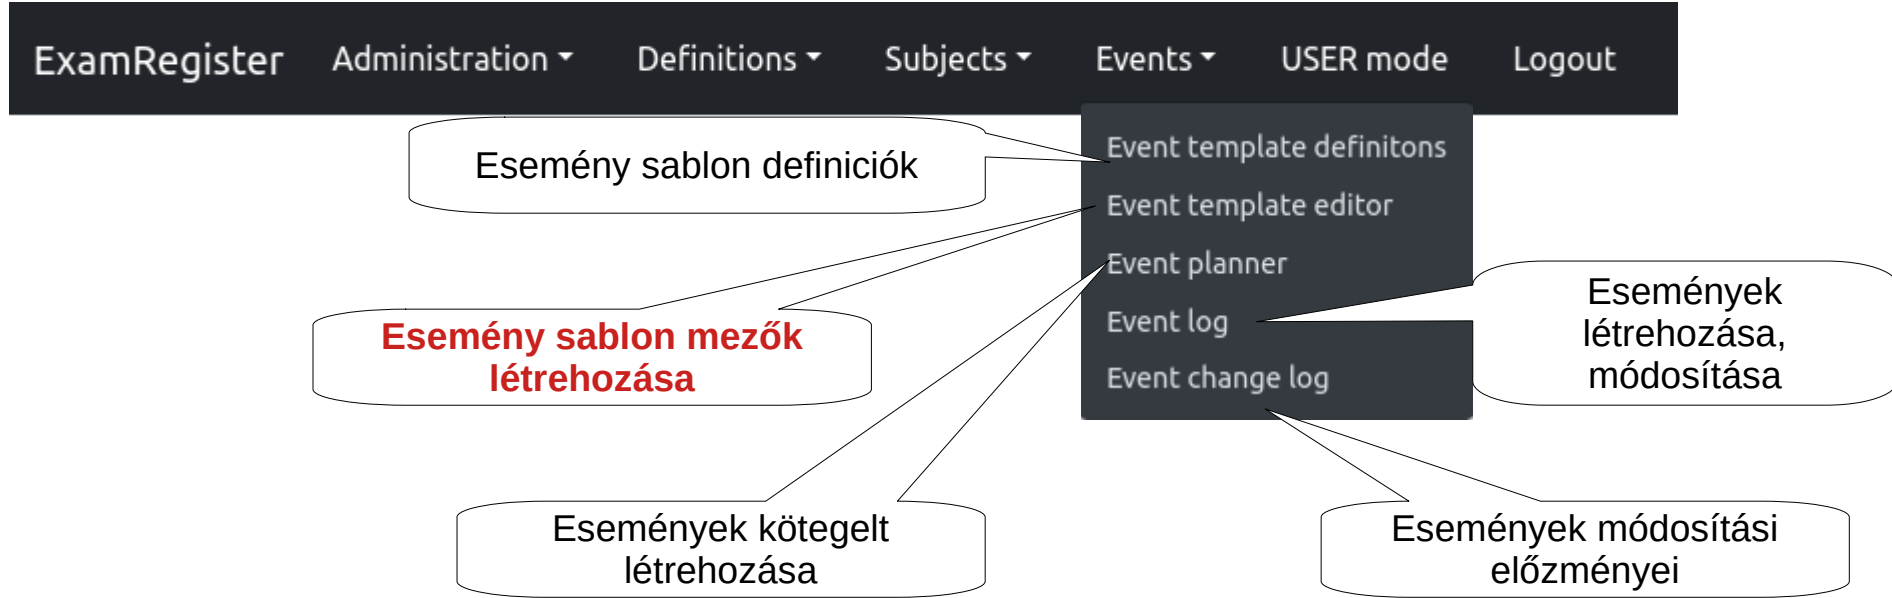 ExamRegister Administration Definitions Subjects Events USER mode Logout
Esemény sablon definiciók
Event template definitons
Event template editor
Event planner
Event log
Event change log
Esemény sablon mezők
létrehozása
Események
létrehozása,
módosítása
Események kötegelt
létrehozása
Események módosítási
előzményei